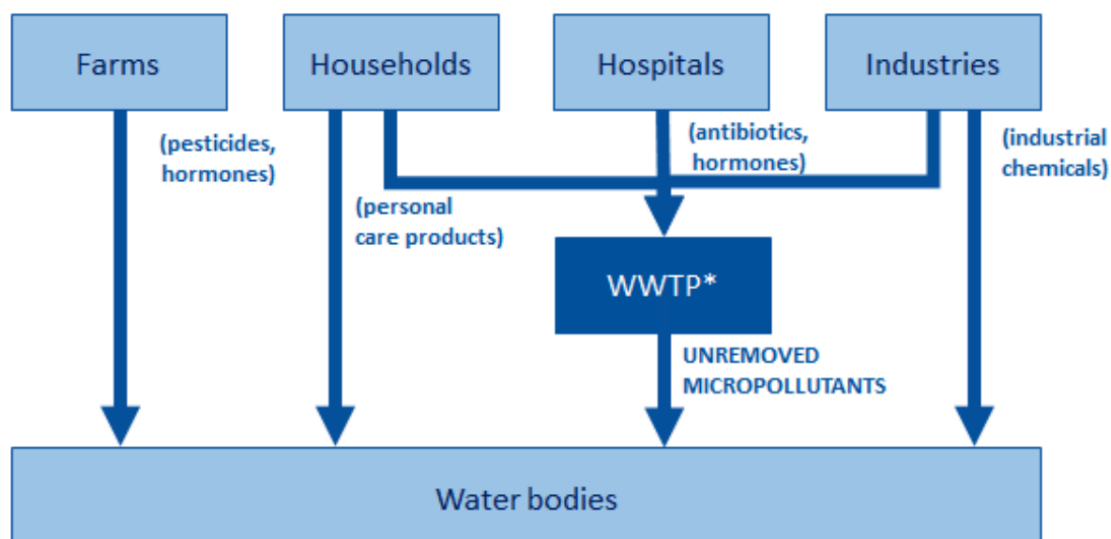 Farms
Households
Hospitals
Industries
(pesticides,
hormones)
(antibiotics,
hormones)
(industrial
chemicals)
(personal
care products)
WWTP*
UNREMOVED
MICROPOLLUTANTS
Water bodies